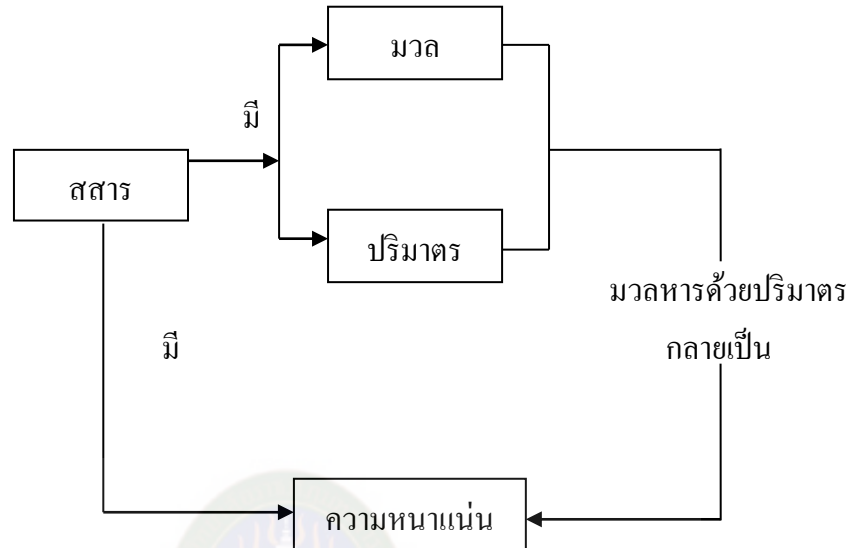 มวล
มี
สสาร
ปริมาตร
มวลหารด้วยปริมาตร
กลายเป็น
มี
ความหนาแน่น